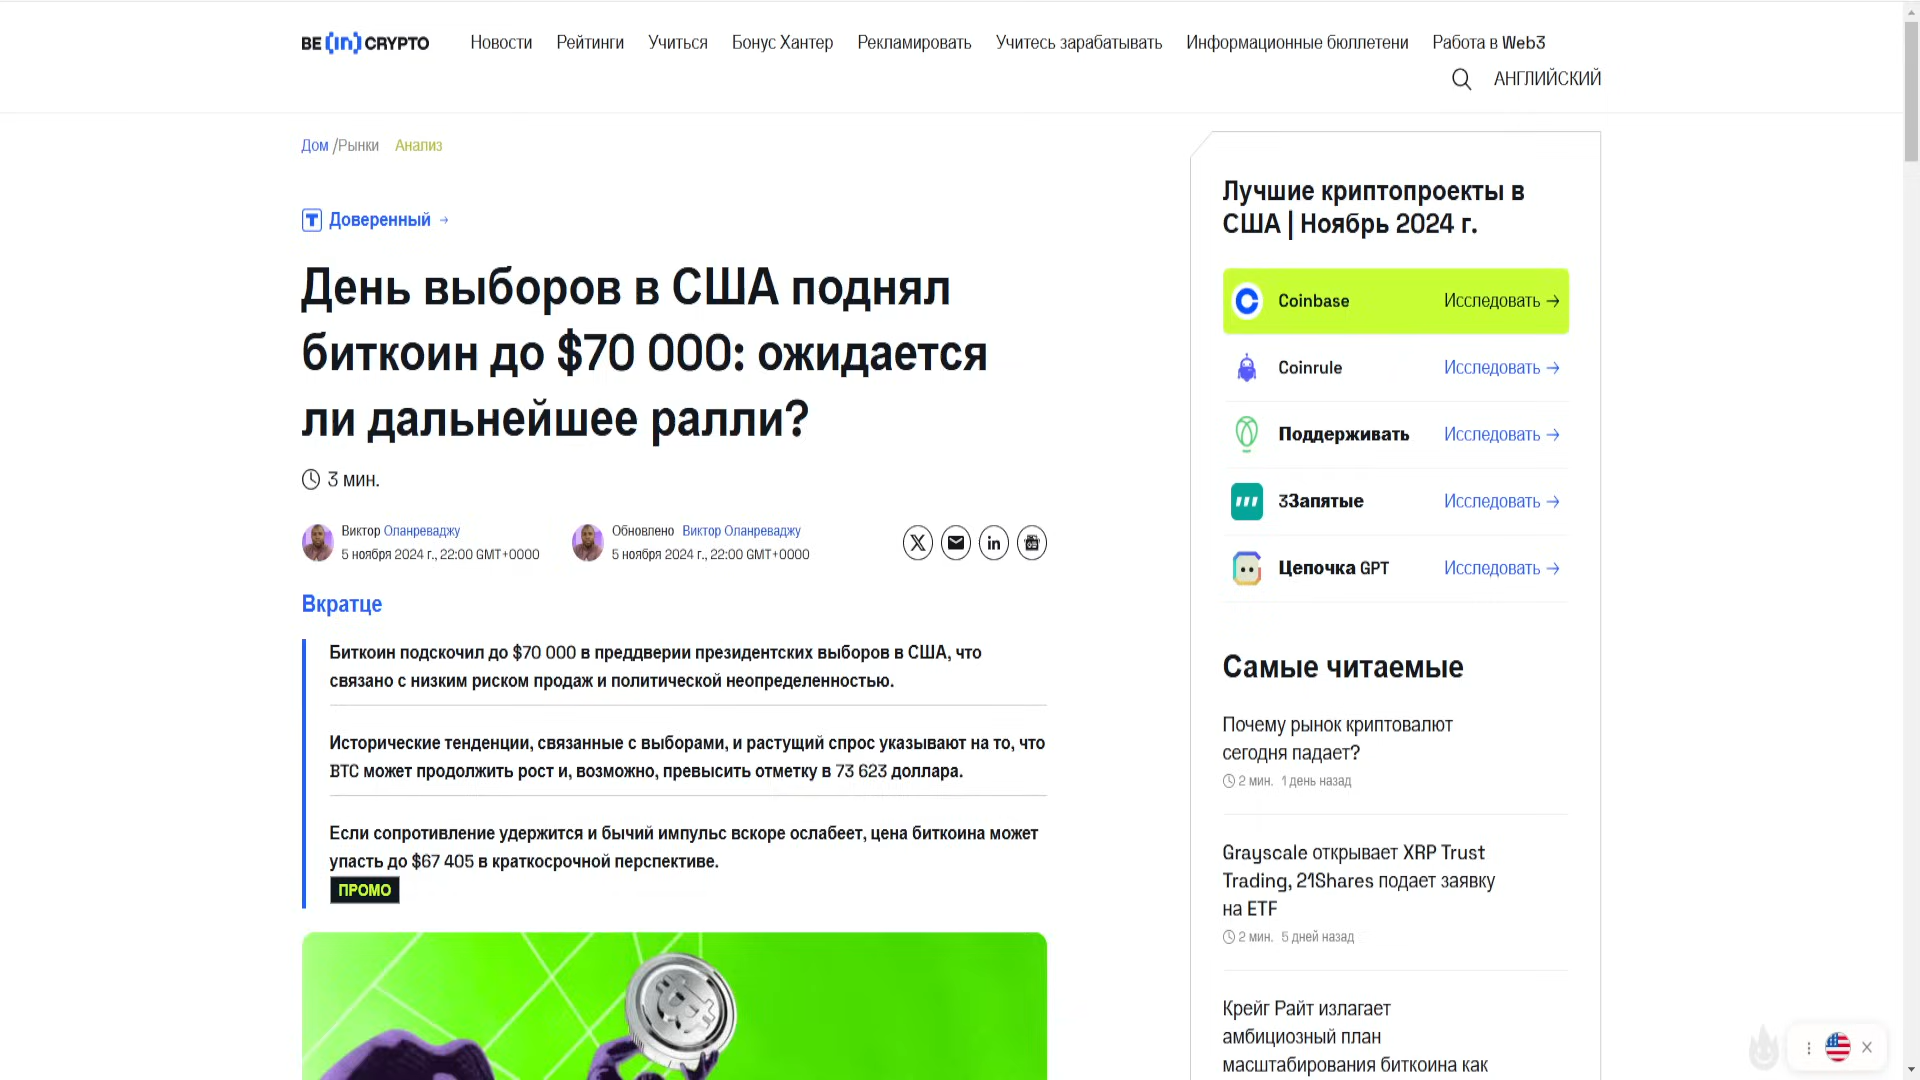 BE [in] CRYPTO
Новости Рейтинги Учиться Бонус Хантер Рекламировать Учитесь зарабатывать Информационные бюллетени Работа в Web3
АНГЛИЙСКИЙ
Дом /Рынки Анализ
Доверенный →
День выборов в США поднял
биткоин до $70 000: ожидается
ли дальнейшее ралли?
3 мин.
Виктор Оланреваджу
5 ноября 2024 г., 22:00 GMT+0000
Обновлено Виктор Оланреваджу
5 ноября 2024 г., 22:00 GMT+0000
Вкратце
Биткоин подскочил до $70 000 в преддверии президентских выборов в США, что
связано с низким риском продаж и политической неопределенностью.
Исторические тенденции, связанные с выборами, и растущий спрос указывают на то, что
BTC может продолжить рост и, возможно, превысить отметку в 73 623 доллара.
Если сопротивление удержится и бычий импульс вскоре ослабеет, цена биткоина может
упасть до $67 405 в краткосрочной перспективе.
ПРОМО
Лучшие криптопроекты в
США | Ноябрь 2024 г.
Coinbase Исследовать →
Coinrule Исследовать →
Поддерживать Исследовать →
3Запятые Исследовать →
Цепочка GPT Исследовать →
Самые читаемые
Почему рынок криптовалют
сегодня падает?
2 мин. 1 день назад
Grayscale открывает XRP Trust
Trading, 21Shares подает заявку
на ETF
2 мин. 5 дней назад
Крейг Райт излагает
амбициозный план
масштабирования биткоина как